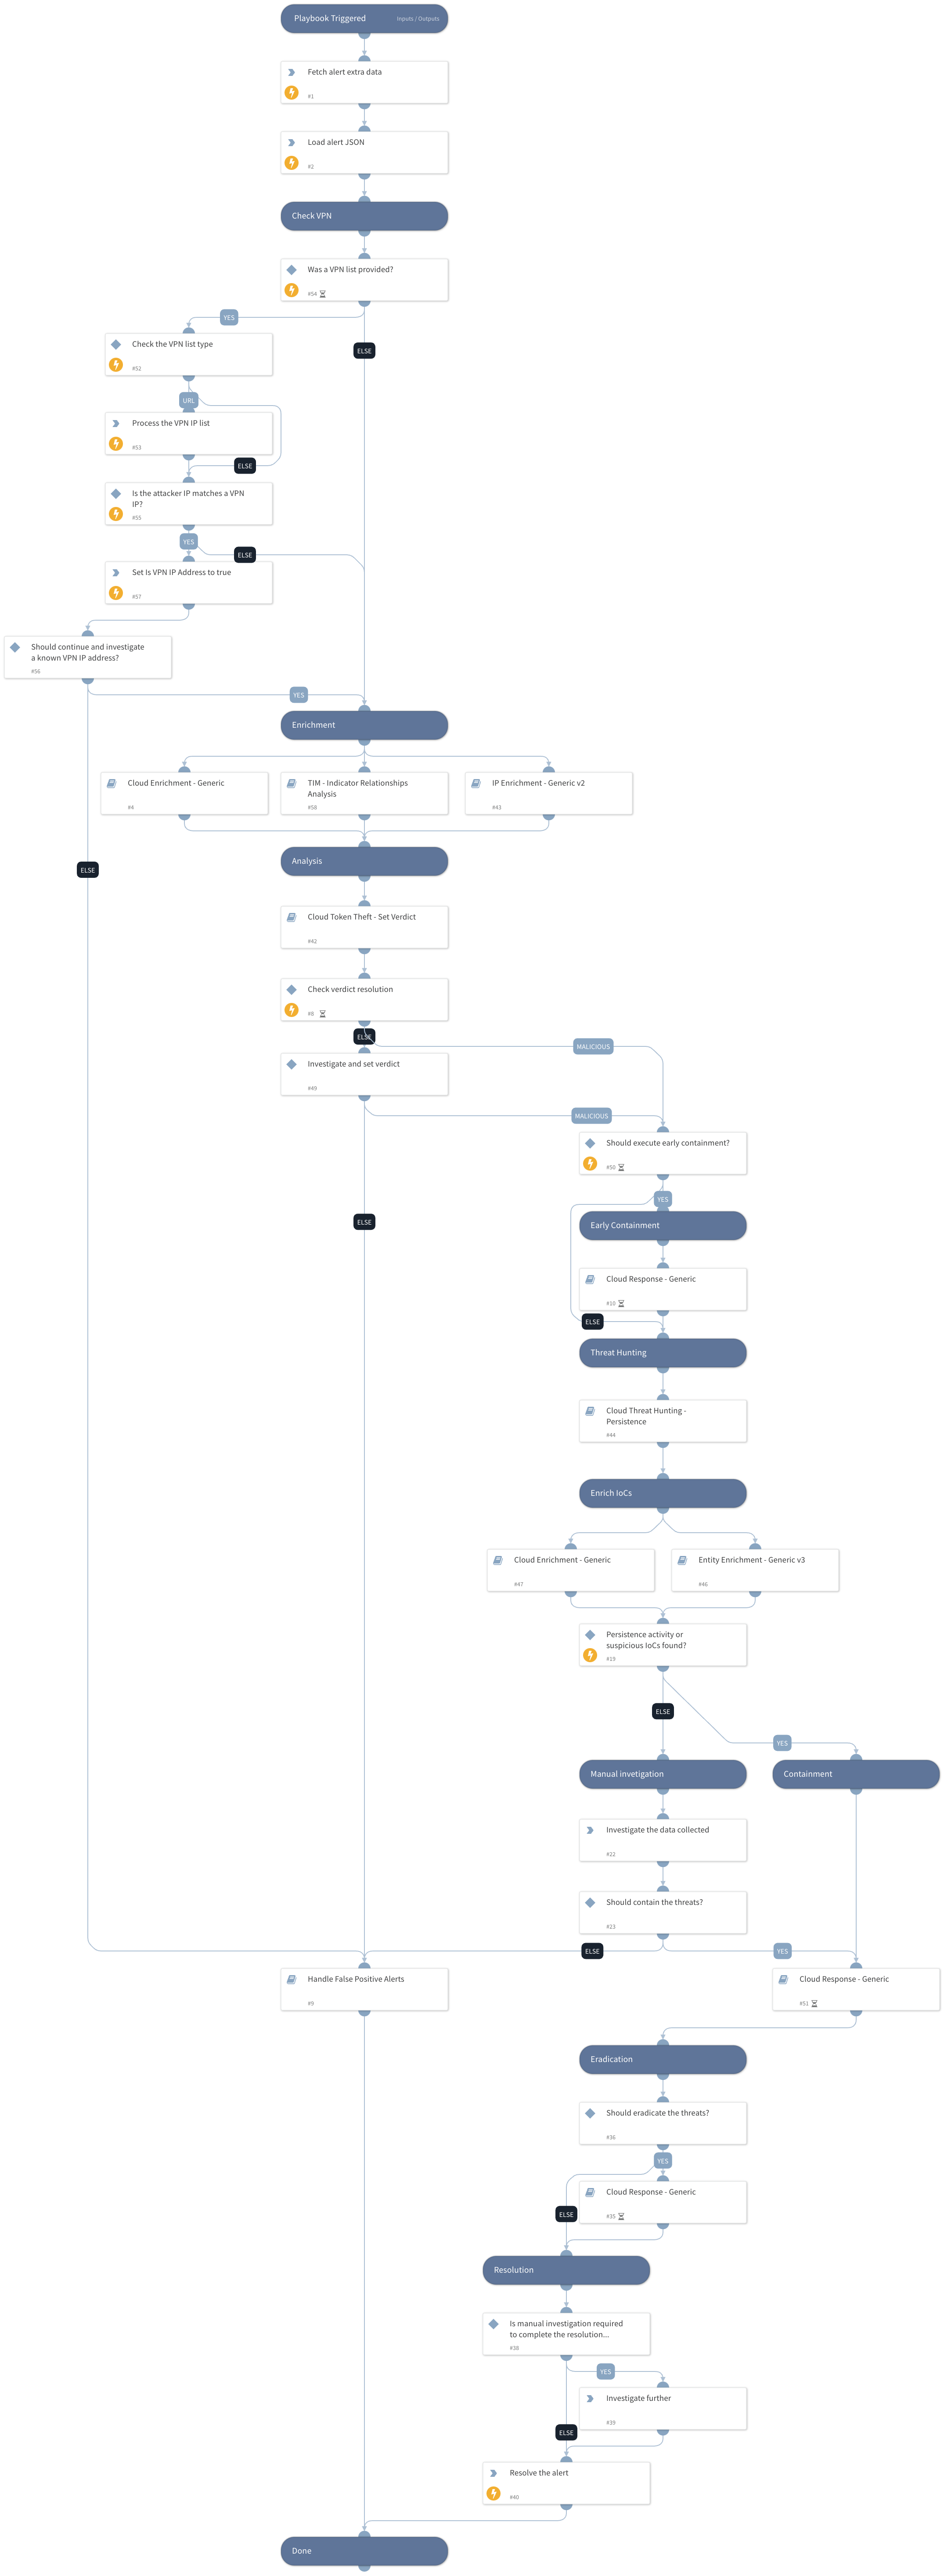 Playbook Triggered
Inputs / Outputs
Fetch alert extra data
#1
Load alert JSON
#2
Check VPN
Was a VPN list provided?
#54
YES
Check the VPN list type
ELSE
#52
URL
Process the VPN IP list
#53
ELSE
Is the attacker IP matches a VPN
IP?
#55
YES
ELSE
Set Is VPN IP Address to true
#57
Should continue and investigate
a known VPN IP address?
#56
YES
Enrichment
Cloud Enrichment - Generic
#4
TIM - Indicator Relationships
Analysis
#58
IP Enrichment - Generic v2
#43
Analysis
ELSE
Cloud Token Theft - Set Verdict
#42
Check verdict resolution
#8
ELSE
MALICIOUS
Investigate and set verdict
#49
MALICIOUS
Should execute early containment?
#50
YES
ELSE
Early Containment
Cloud Response - Generic
#10
ELSE
Threat Hunting
Cloud Threat Hunting -
Persistence
#44
Enrich IoCs
Cloud Enrichment - Generic
#47
Entity Enrichment - Generic v3
#46
Persistence activity or
suspicious IoCs found?
#19
ELSE
YES
Manual invetigation
Containment
Investigate the data collected
#22
Should contain the threats?
#23
ELSE
YES
Handle False Positive Alerts
#9
Cloud Response - Generic
#51
Eradication
Should eradicate the threats?
#36
YES
Cloud Response - Generic
ELSE
#35
Resolution
Is manual investigation required
to complete the resolution...
#38
YES
Investigate further
#39
ELSE
Resolve the alert
#40
Done